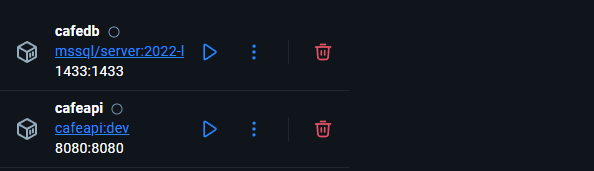 cafedb
mssql/server:2022-l
1433:1433
cafeapi
cafeapi:dev
8080:8080